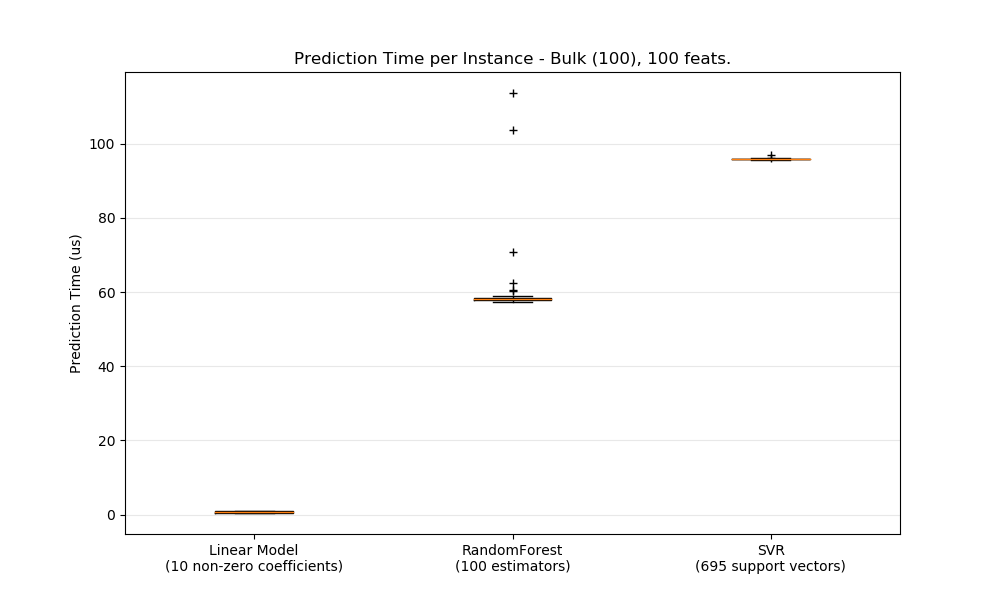 Prediction Time per Instance - Bulk (100), 100 feats.
Prediction Time (us)
100
80
60
40
20
0
Linear Model
(10 non-zero coefficients)
RandomForest
(100 estimators)
SVR
(695 support vectors)